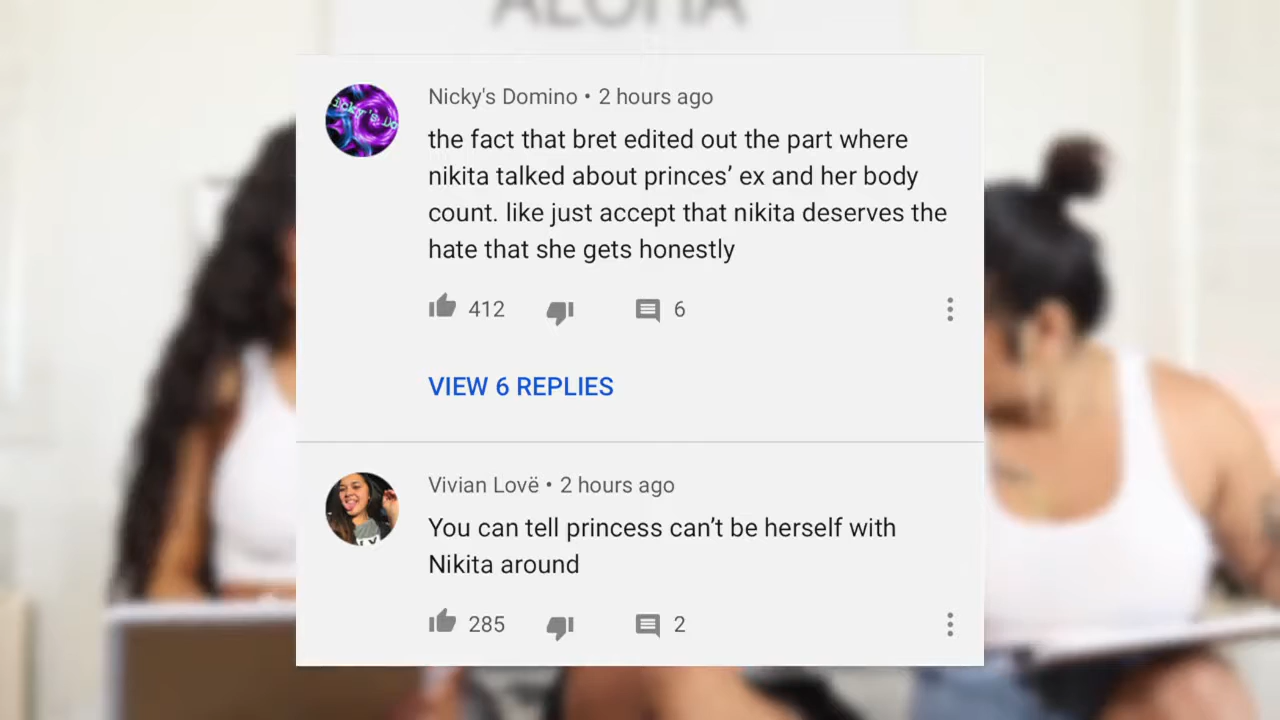 ALOHA
Nicky's Domino • 2 hours ago
the fact that bret edited out the part where
nikita talked about princes’ ex and her body
count. like just accept that nikita deserves the
hate that she gets honestly
412
6
VIEW 6 REPLIES
Vivian Lovë • 2 hours ago
You can tell princess can’t be herself with
Nikita around
285
2